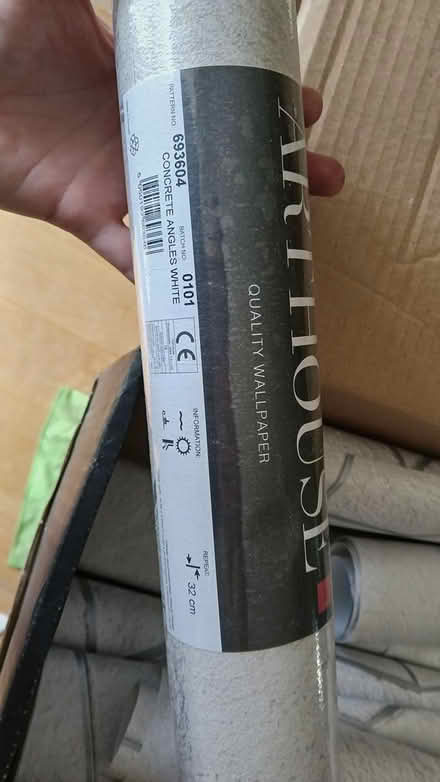 ARTHOUSE
QUALITY WALLPAPER
PATTERN NO:
693604
BATCH NO:
0101
CONCRETE ANGLES WHITE
CE
INFORMATION:
REPEAT:
32 cm